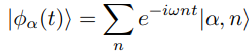 |ϕ_α(t)⟩ = ∑_n e^{-iωnt}|α, n⟩